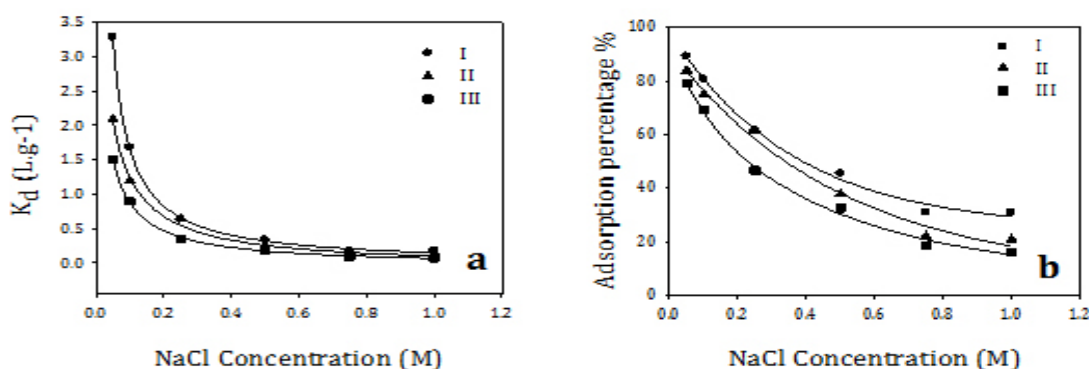 K_d (L.g-1)
3.5
3.0
2.5
2.0
1.5
1.0
0.5
0.0
I
II
III
a
0.0 0.2 0.4 0.6 0.8 1.0 1.2
NaCl Concentration (M)
Adsorption percentage %
100
80
60
40
20
0
I
II
III
b
0.0 0.2 0.4 0.6 0.8 1.0 1.2
NaCl Concentration (M)